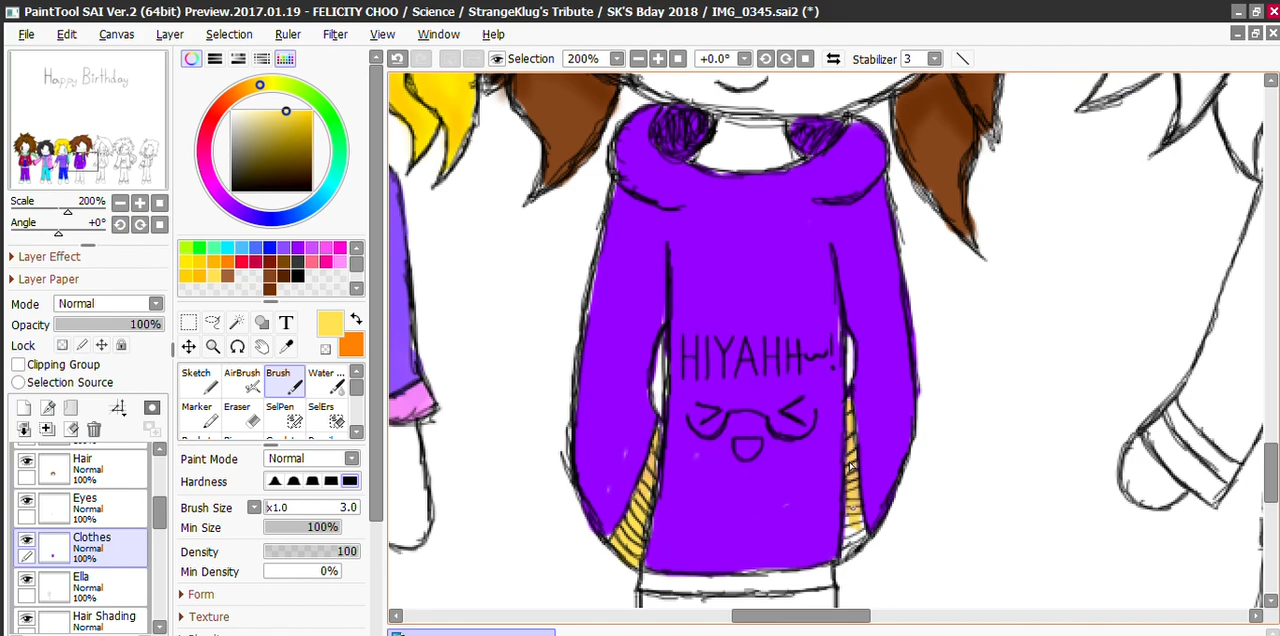 PaintTool SAI Ver.2 (64bit) Preview.2017.01.19 - FELICITY CHOO / Science / StrangeKlug's Tribute / SK'S Bday 2018 / IMG_0345.sai2 (*)
File Edit Canvas Layer Selection Ruler Filter View Window Help
Selection 200% +0.0° Stabilizer 3
Happy Birthday
Scale 200%
Angle +0°
Layer Effect
Layer Paper
Mode Normal
Opacity 100%
Lock
Clipping Group
Selection Source
Hair
Normal
100%
Eyes
Normal
100%
Clothes
Normal
100%
Ella
Normal
100%
Hair Shading
T
Sketch AirBrush Brush Water ...
Marker Eraser SelPen SelErs
Paint Mode Normal
Hardness
Brush Size x1.0 3.0
Min Size 100%
Density 100
Min Density 0%
Form
Texture
HIYAHHw!